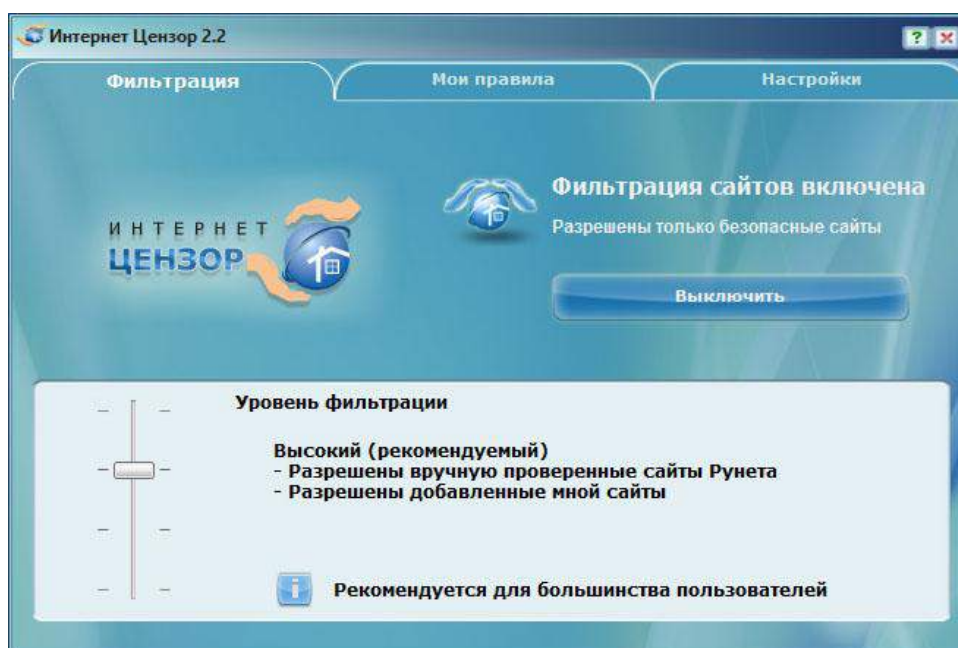 Интернет Цензор 2.2
?
Фильтрация
Мои правила
Настройки
ИНТЕРНЕТ
ЦЕНЗОР
Фильтрация сайтов включена
Разрешены только безопасные сайты
Выключить
Уровень фильтрации
Высокий (рекомендуемый)
- Разрешены вручную проверенные сайты Рунета
- Разрешены добавленные мной сайты
i
Рекомендуется для большинства пользователей